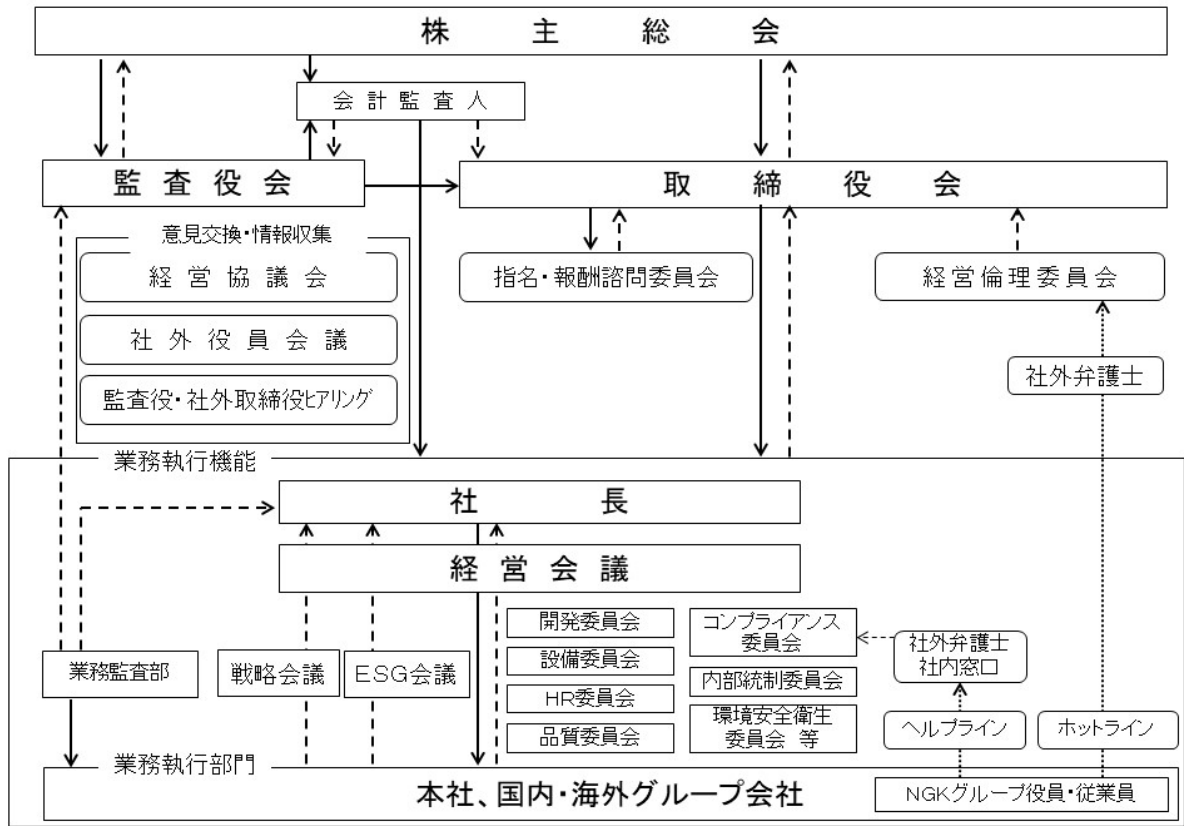 株主総会
会計監査人
監査役会
取締役会
意見交換・情報収集
経営協議会
社外役員会議
監査役・社外取締役ﾋｱﾘﾝｸﾞ
指名・報酬諮問委員会
経営倫理委員会
社外弁護士
業務執行機能
社長
経営会議
開発委員会
設備委員会
HR委員会
品質委員会
コンプライアンス
委員会
内部統制委員会
環境安全衛生
委員会 等
社外弁護士
社内窓口
業務監査部
戦略会議
ESG会議
ヘルプライン
ホットライン
業務執行部門
本社、国内・海外グループ会社
NGKグループ役員・従業員